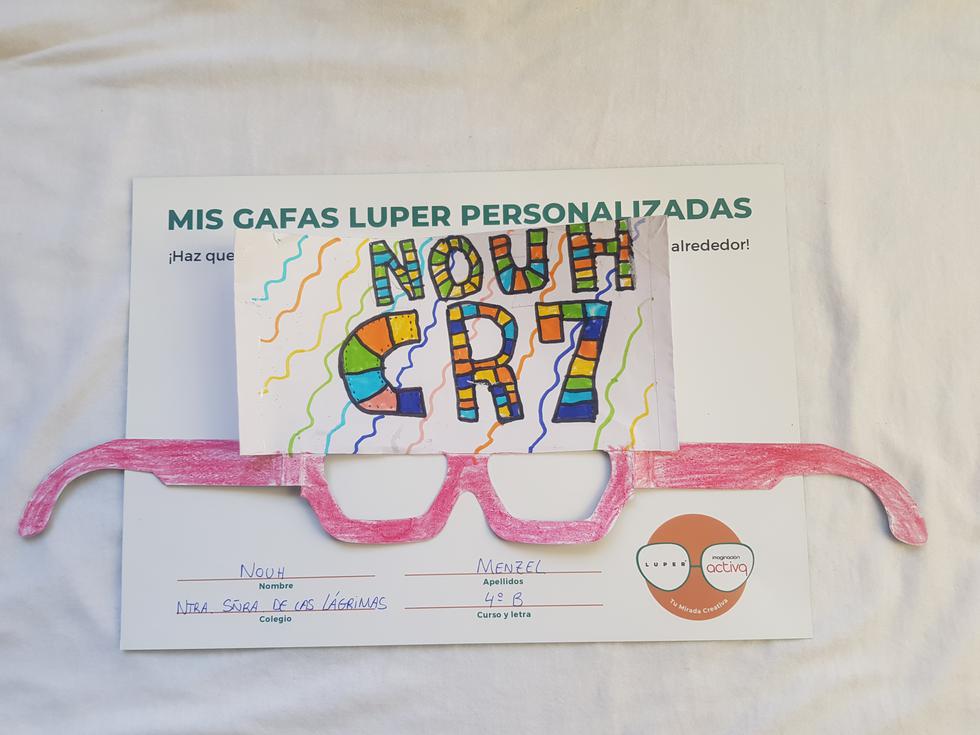 MIS GAFAS LUPER PERSONALIZADAS
¡Haz que alrededor!
NOUH
CR7
NOUH MENZEL
Nombre Apellidos
NTRA SÑRA DE LAS LÁGRIMAS 4º B
Colegio Curso y letra
LUPER imaginación activa
Tu Mirada Creativa